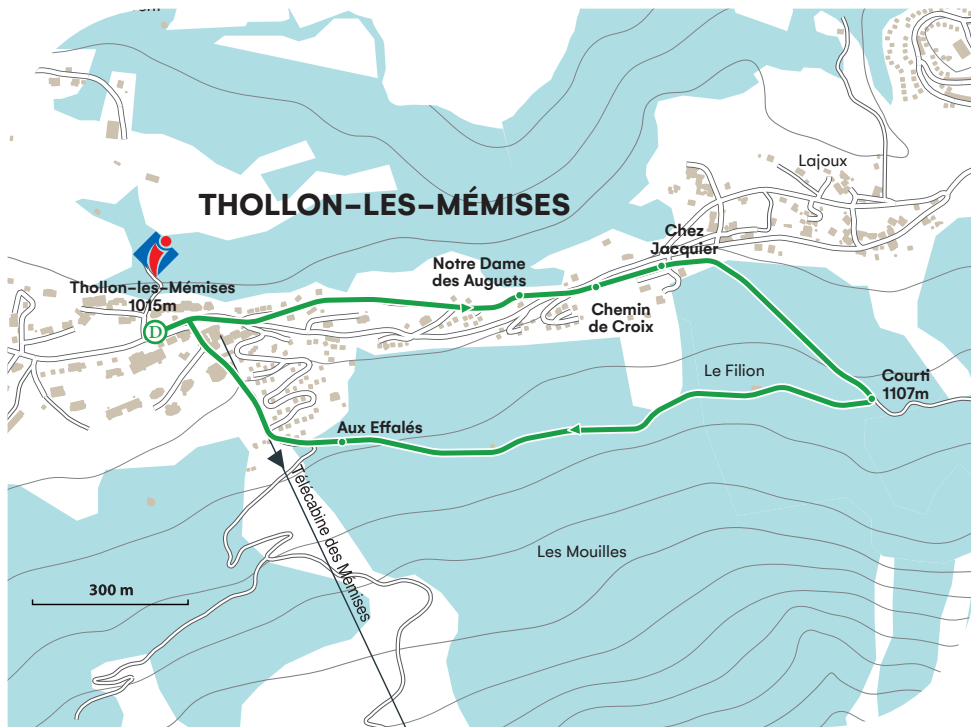 Lajoux
THOLLON-LES-MÉMISES
Chez
Jacquier
Notre Dame
des Auguets
Thollon-les-Mémises
1015m
D
Chemin
de Croix
Le Filion
Courti
1107m
Aux Effalés
Télécabine des Mémises
Les Mouilles
300 m